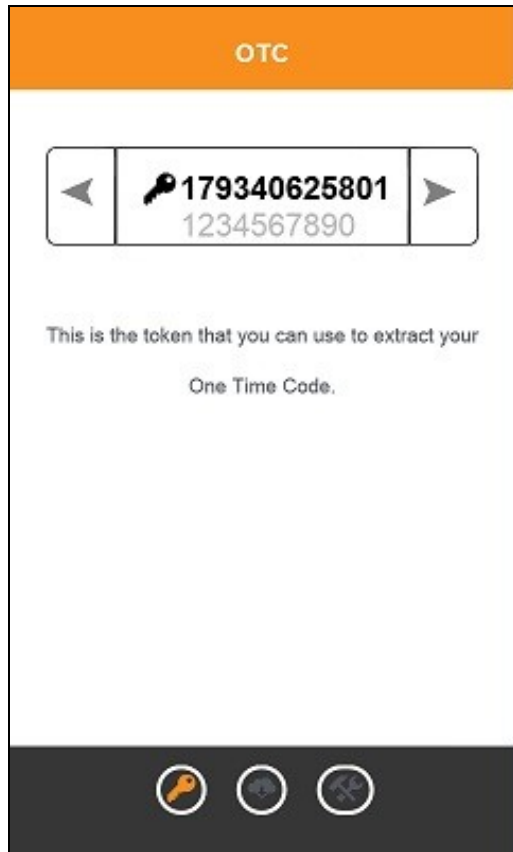 OTC
179340625801
1234567890
This is the token that you can use to extract your
One Time Code.